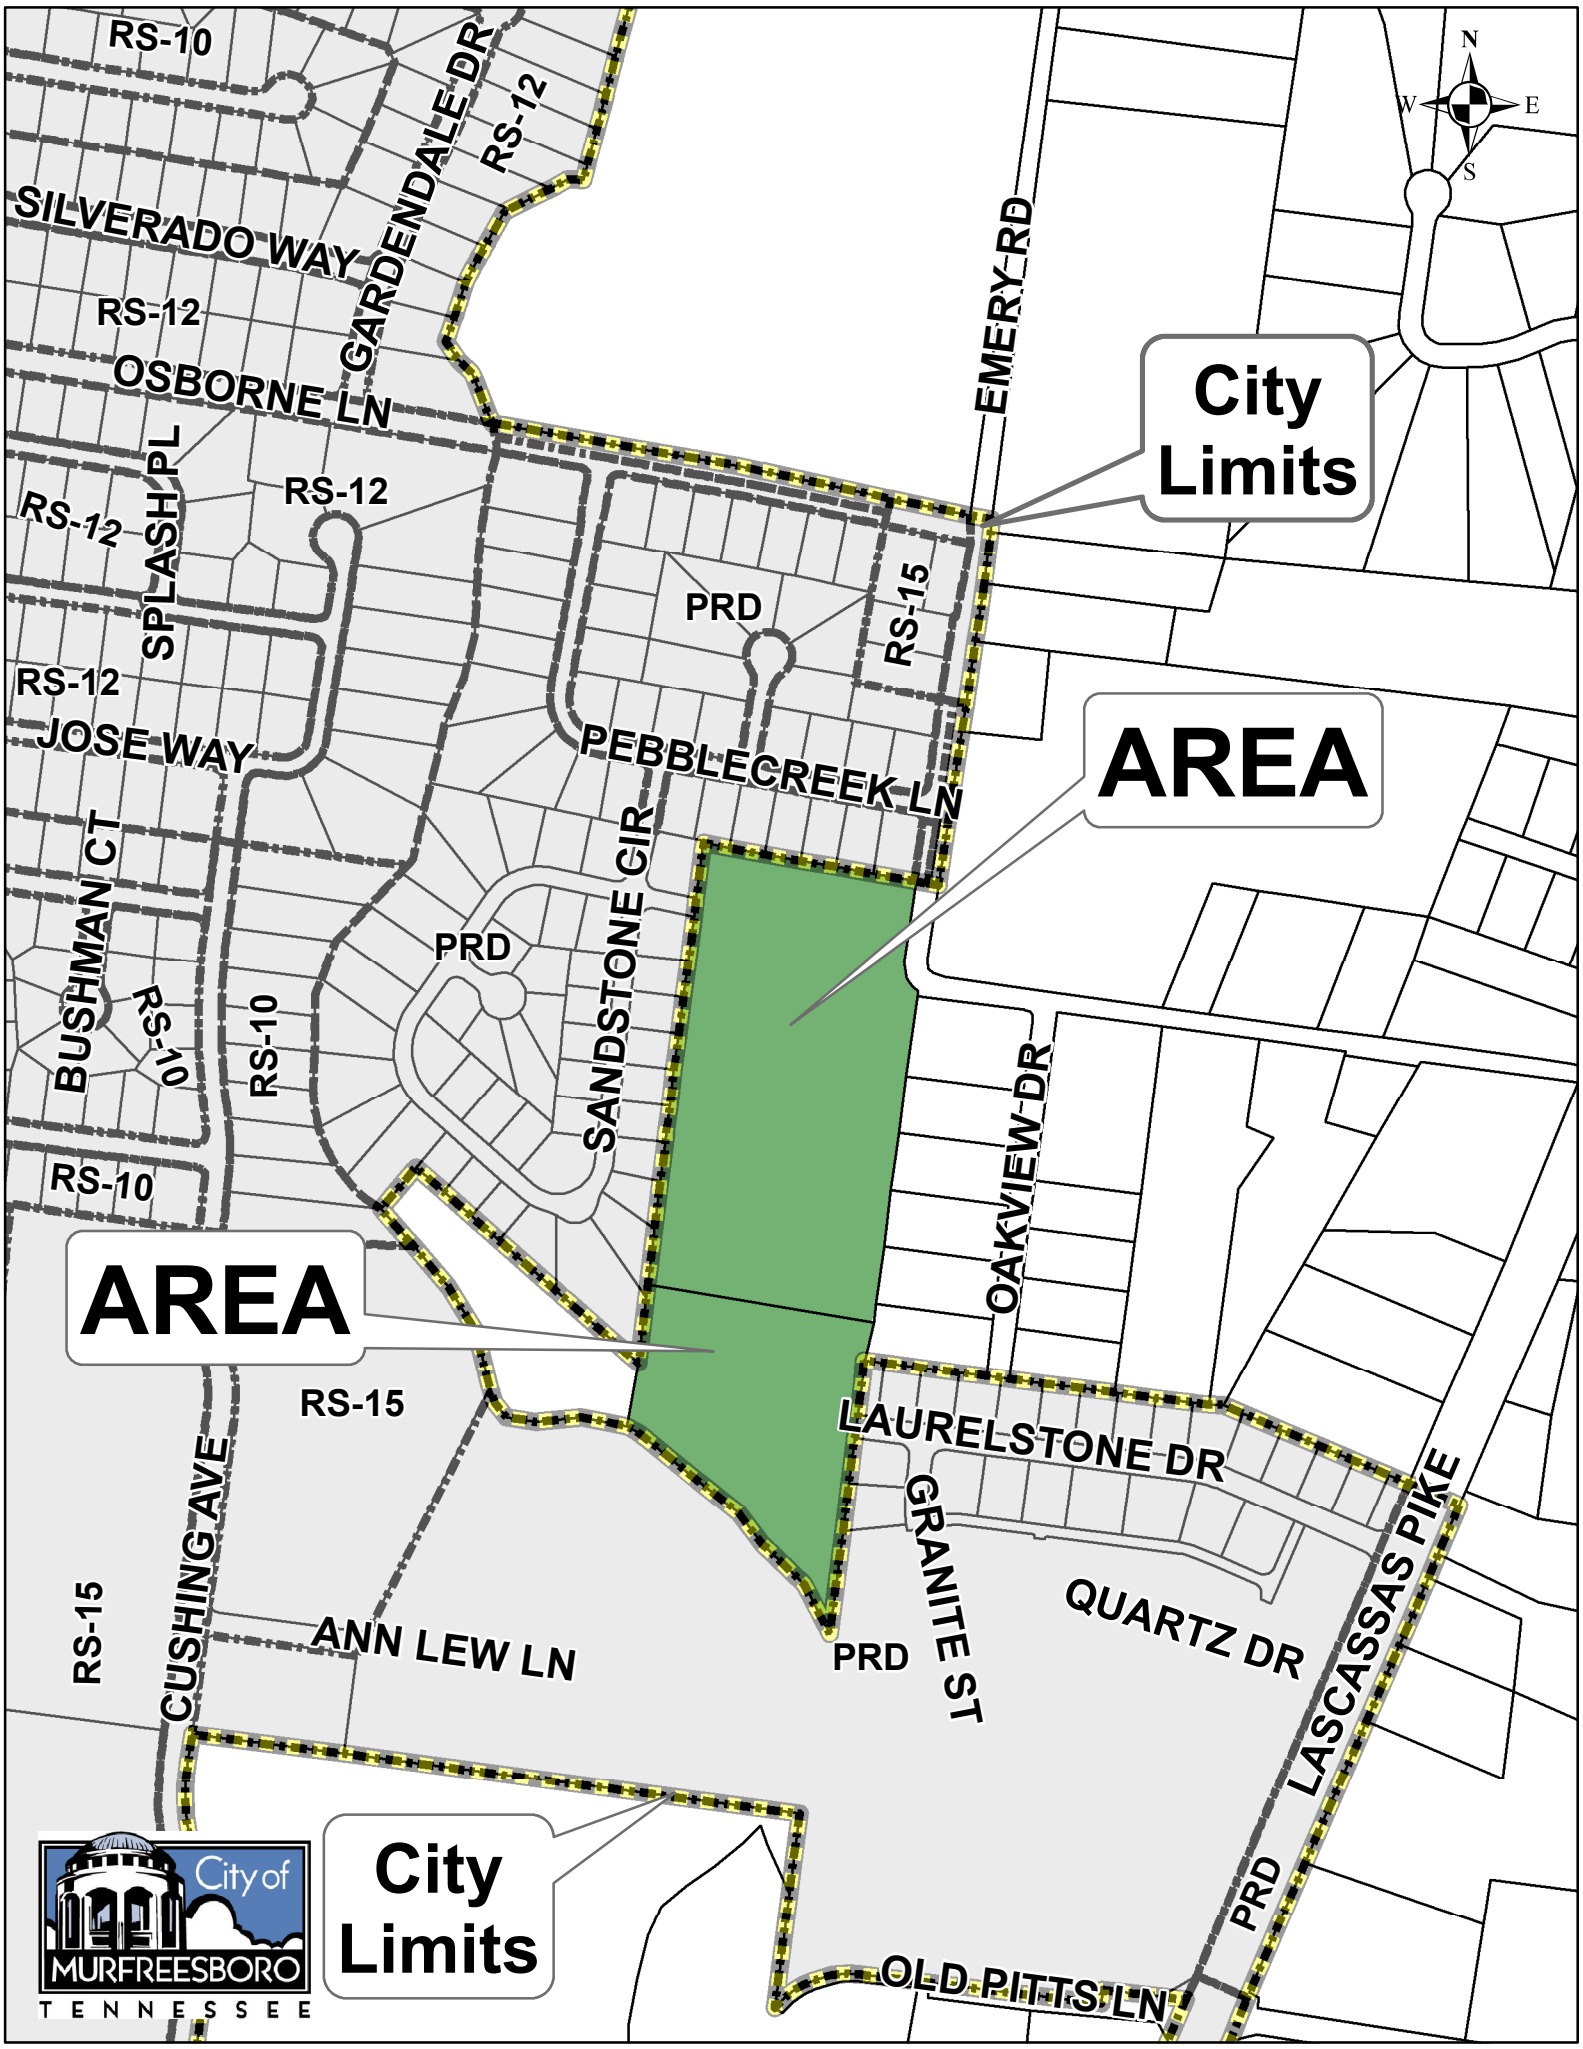 RS-10
GARDENDALE DR
RS-12
N
W
E
S
SILVERADO WAY
EMERY RD
RS-12
OSBORNE LN
City
Limits
SPLASH PL
RS-12
RS-12
RS-15
PRD
RS-12
JOSE WAY
PEBBLECREEK LN
AREA
BUSHMAN CT
SANDSTONE CIR
PRD
RS-10
RS-10
OAKVIEW DR
RS-10
AREA
RS-15
LAURELSTONE DR
CUSHING AVE
GRANITE ST
LASCASSAS PIKE
RS-15
QUARTZ DR
ANN LEW LN
PRD
City of
MURFREESBORO
TENNESSEE
City
Limits
PRD
OLD PITTS LN